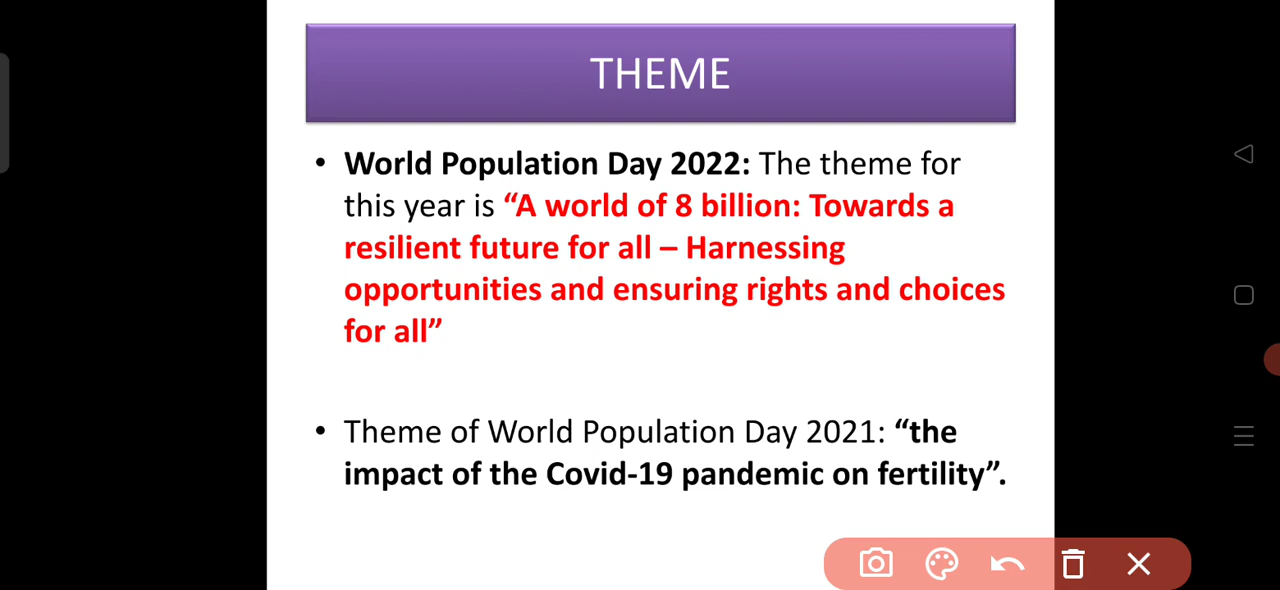 THEME
• World Population Day 2022: The theme for
this year is “A world of 8 billion: Towards a
resilient future for all – Harnessing
opportunities and ensuring rights and choices
for all”
• Theme of World Population Day 2021: “the
impact of the Covid-19 pandemic on fertility”.